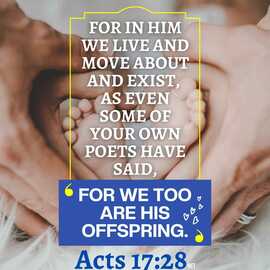 FOR IN HIM
WE LIVE AND
MOVE ABOUT
AND EXIST,
AS EVEN
SOME OF
YOUR OWN
POETS HAVE
SAID,
FOR WE TOO
ARE HIS
OFFSPRING.
Acts 17:28